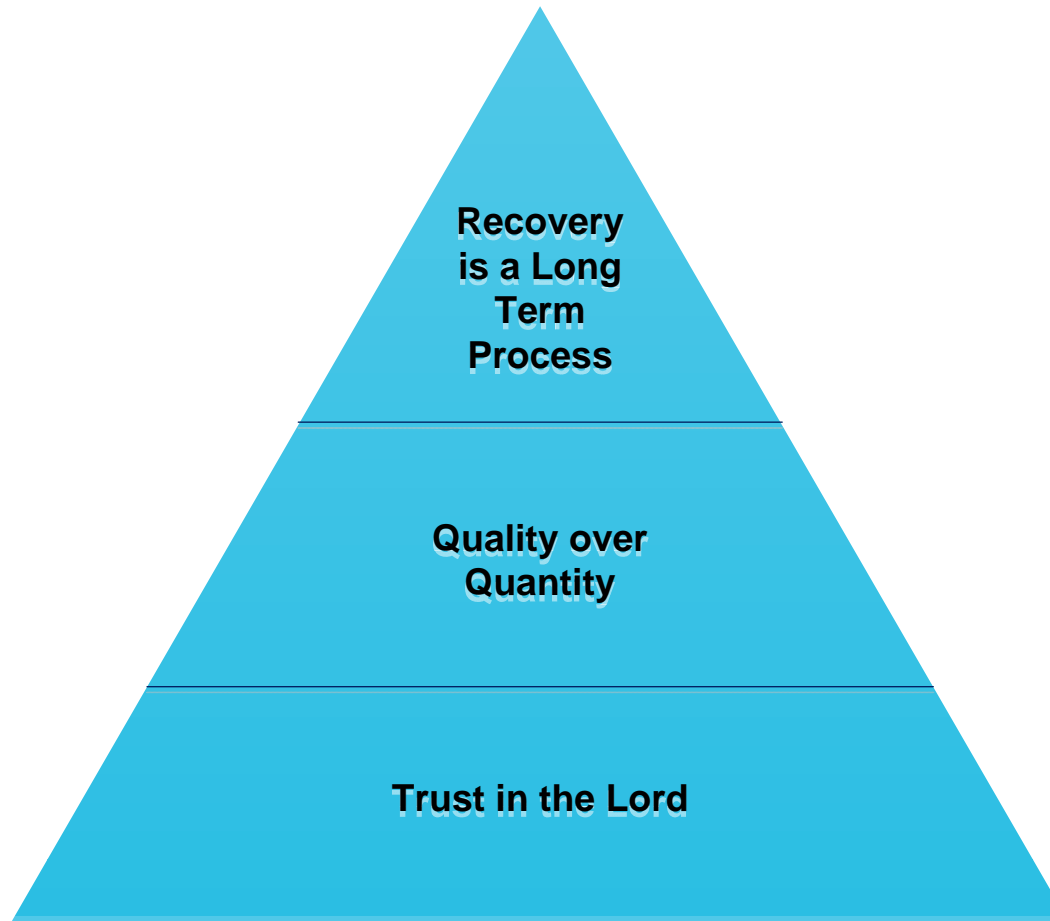 Recovery
is a Long
Term
Process
Quality over
Quantity
Trust in the Lord